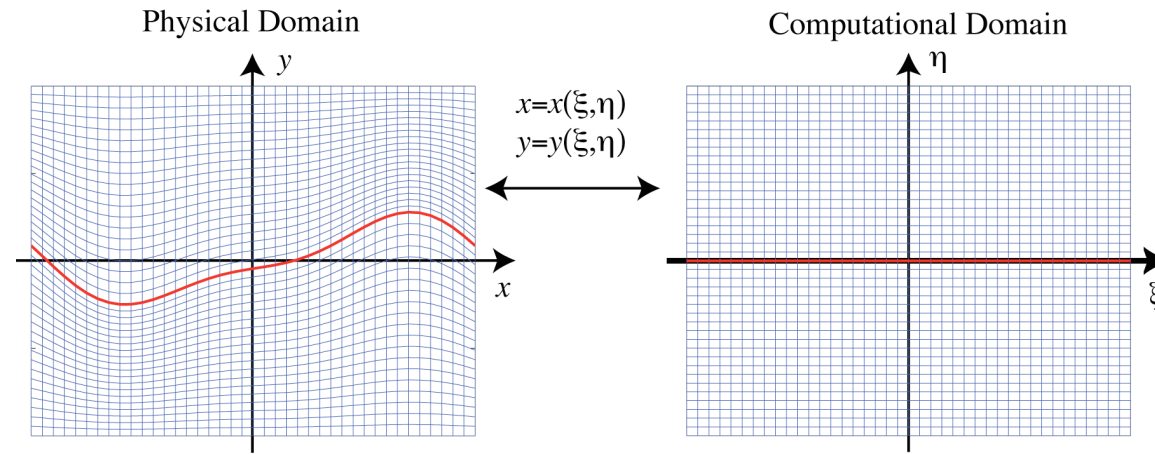 Physical Domain
y
x
x=x(ξ,η)
y=y(ξ,η)
Computational Domain
η
ξ